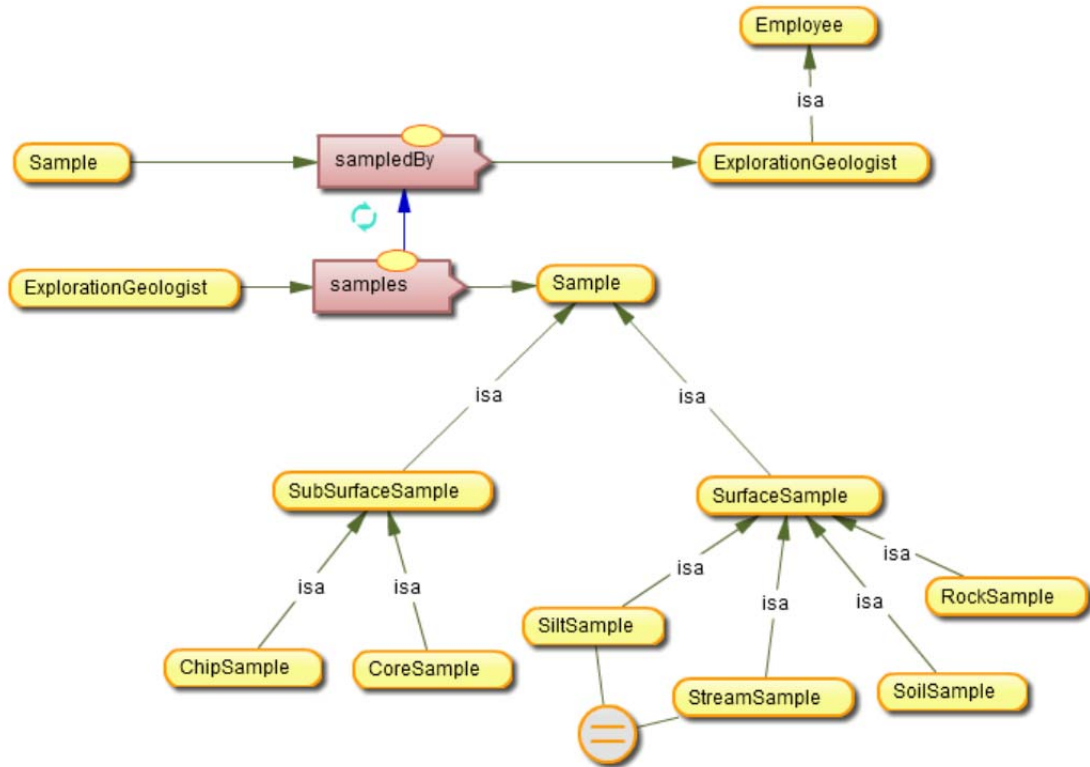 Employee
isa
Sample
sampledBy
ExplorationGeologist
ExplorationGeologist
samples
Sample
isa
isa
SubSurfaceSample
SurfaceSample
isa
isa
isa
isa
isa
isa
RockSample
SiltSample
ChipSample
CoreSample
StreamSample
SoilSample